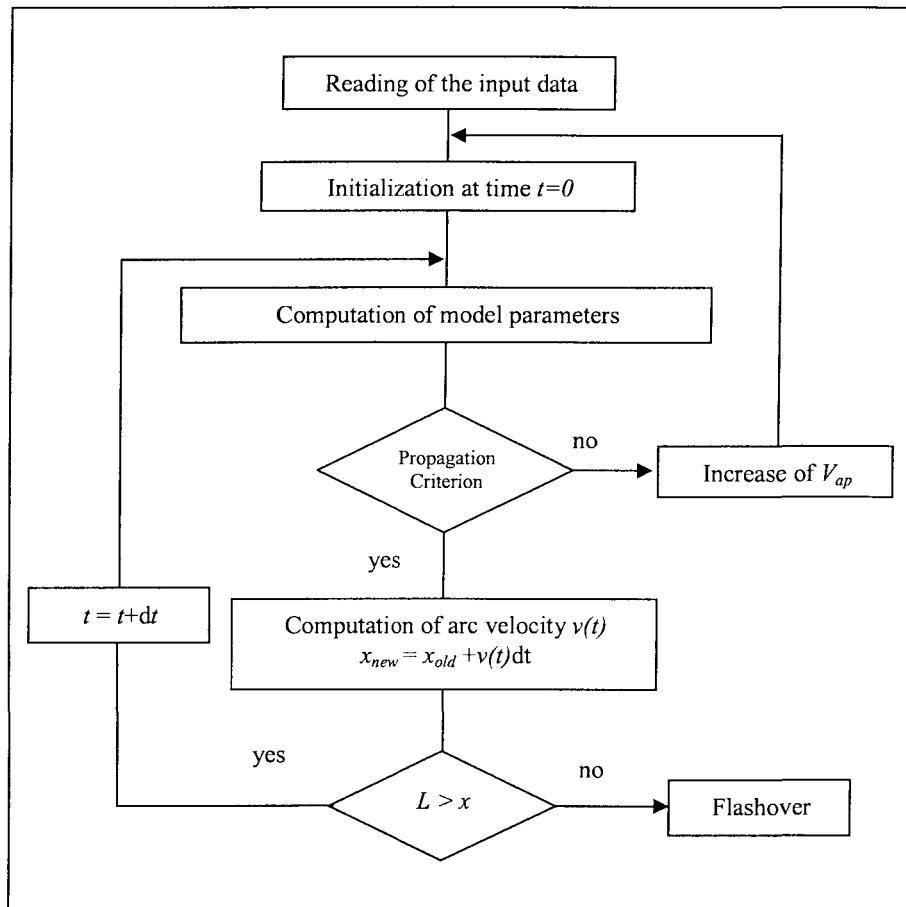 Reading of the input data
Initialization at time t=0
Computation of model parameters
Propagation
Criterion
no
Increase of V_ap
yes
t = t+dt
Computation of arc velocity v(t)
x_new = x_old +v(t)dt
yes
L > x
no
Flashover